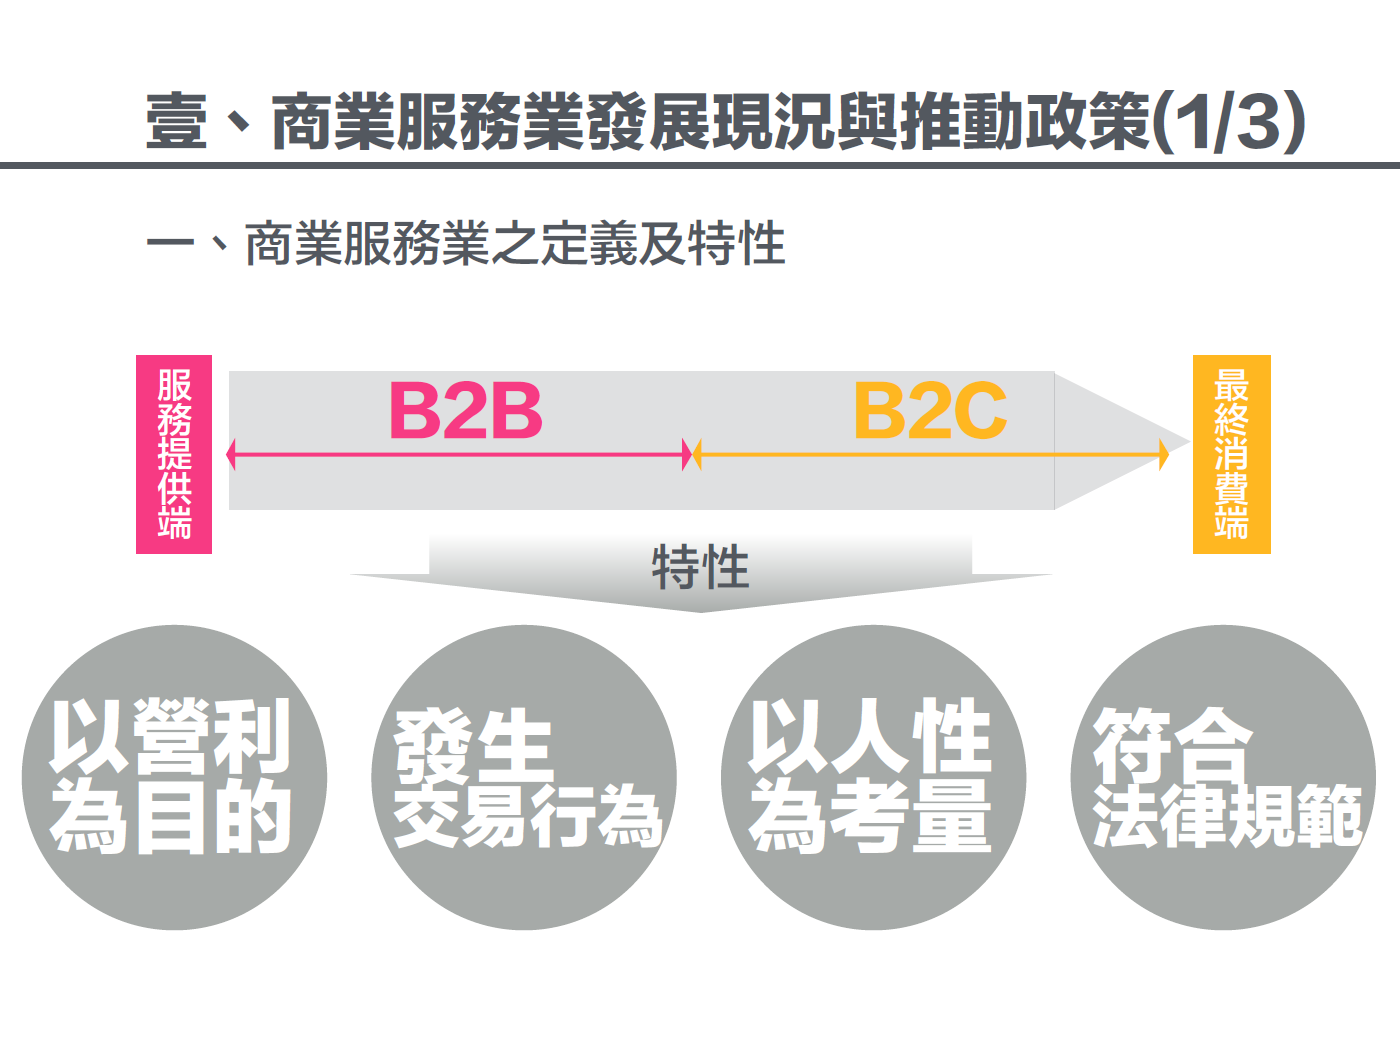 壹、商業服務業發展現況與推動政策(1/3)
一、商業服務業之定義及特性
服務提供端
B2B
B2C
最終消費端
特性
以營利
為目的
發生
交易行為
以人性
為考量
符合
法律規範